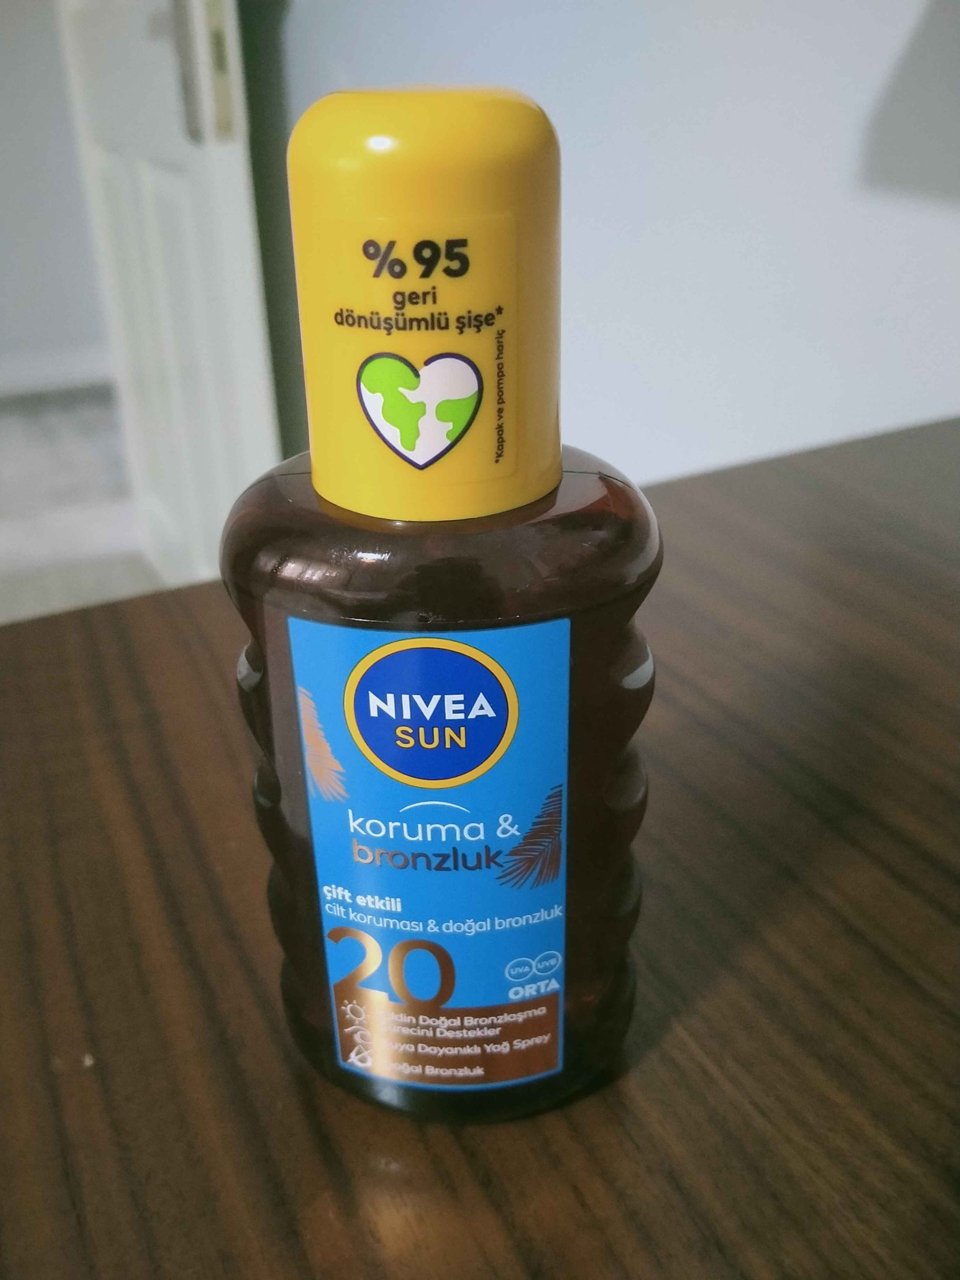 %95
geri
dönüşümlü şişe*
*Kapak ve pompa hariç
NIVEA
SUN
koruma &
bronzluk
çift etkili
cilt koruması & doğal bronzluk
20
UVA UVB
ORTA
Doğal Bronzlaşma
Destekler
Dayanıklı Yağ Sprey
Bronzluk